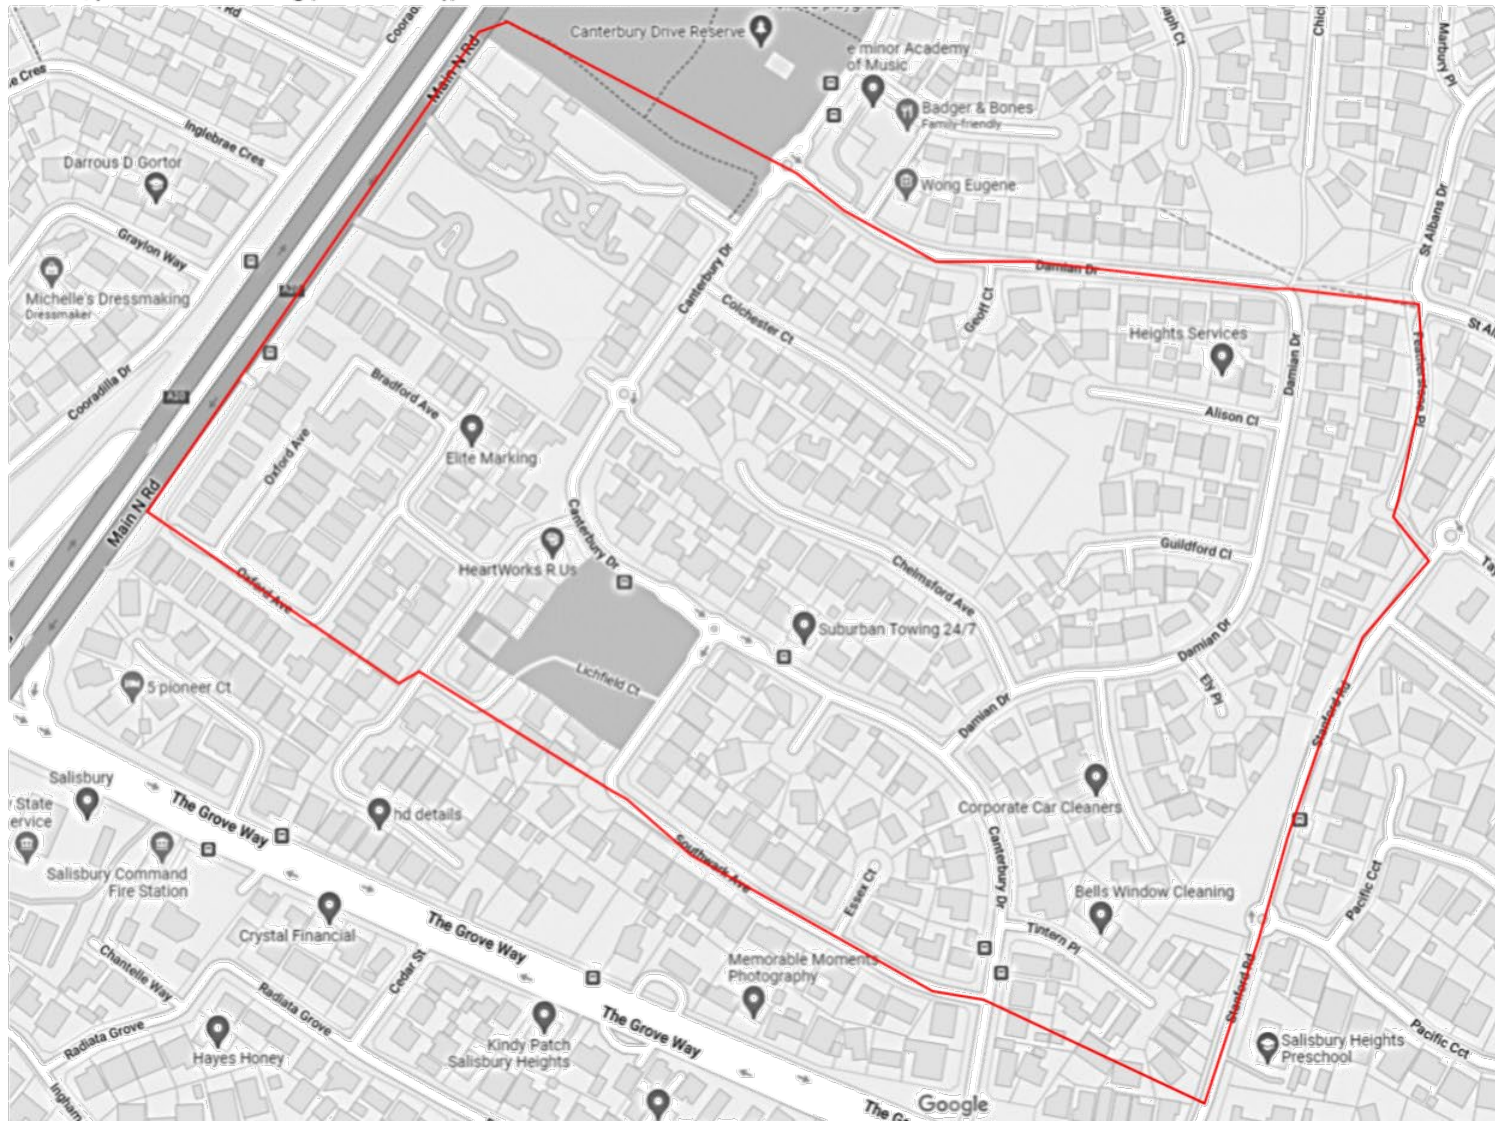 Canterbury Drive Reserve
e minor Academy
of Music
Badger & Bones
Family-friendly
Wong Eugene
Marbury Pl
Main N Rd
Inglebrae Cres
Darrous D Gortor
Graylon Way
Michelle's Dressmaking
Dressmaker
Cooradilla Dr
A20
A20
Main N Rd
St Albans Dr
Canterbury Dr
Colchester Ct
Damian Dr
Geoff Ct
Heights Services
Damian Dr
Alison Cl
Featherstone Pl
Bradford Ave
Oxford Ave
Elite Marking
Canterbury Dr
HeartWorks R Us
Guildford Cl
Chelmsford Ave
Suburban Towing 24/7
Oxford Ave
Lichfield Ct
Damian Dr
Ely Pl
Damian Dr
Stanford Rd
5 pioneer Ct
Salisbury
The Grove Way
hd details
Salisbury Command
Fire Station
Corporate Car Cleaners
Southwark Ave
Essex Ct
Canterbury Dr
Bells Window Cleaning
Tintern Pl
Pacific Cct
Crystal Financial
The Grove Way
Chantelle Way
Cedar St
Radiata Grove
Radiata Grove
Hayes Honey
Memorable Moments
Photography
Kindy Patch
Salisbury Heights
The Grove Way
Stanford Rd
Salisbury Heights
Preschool
Pacific Cct
Google